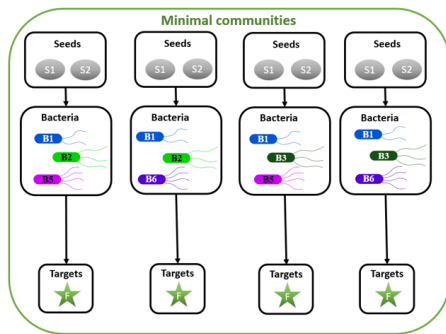 Minimal communities
Seeds
S1 S2
Bacteria
B1
B2
B5
Targets
F
Seeds
S1 S2
Bacteria
B1
B2
B6
Targets
F
Seeds
S1 S2
Bacteria
B1
B3
B5
Targets
F
Seeds
S1 S2
Bacteria
B1
B3
B6
Targets
F